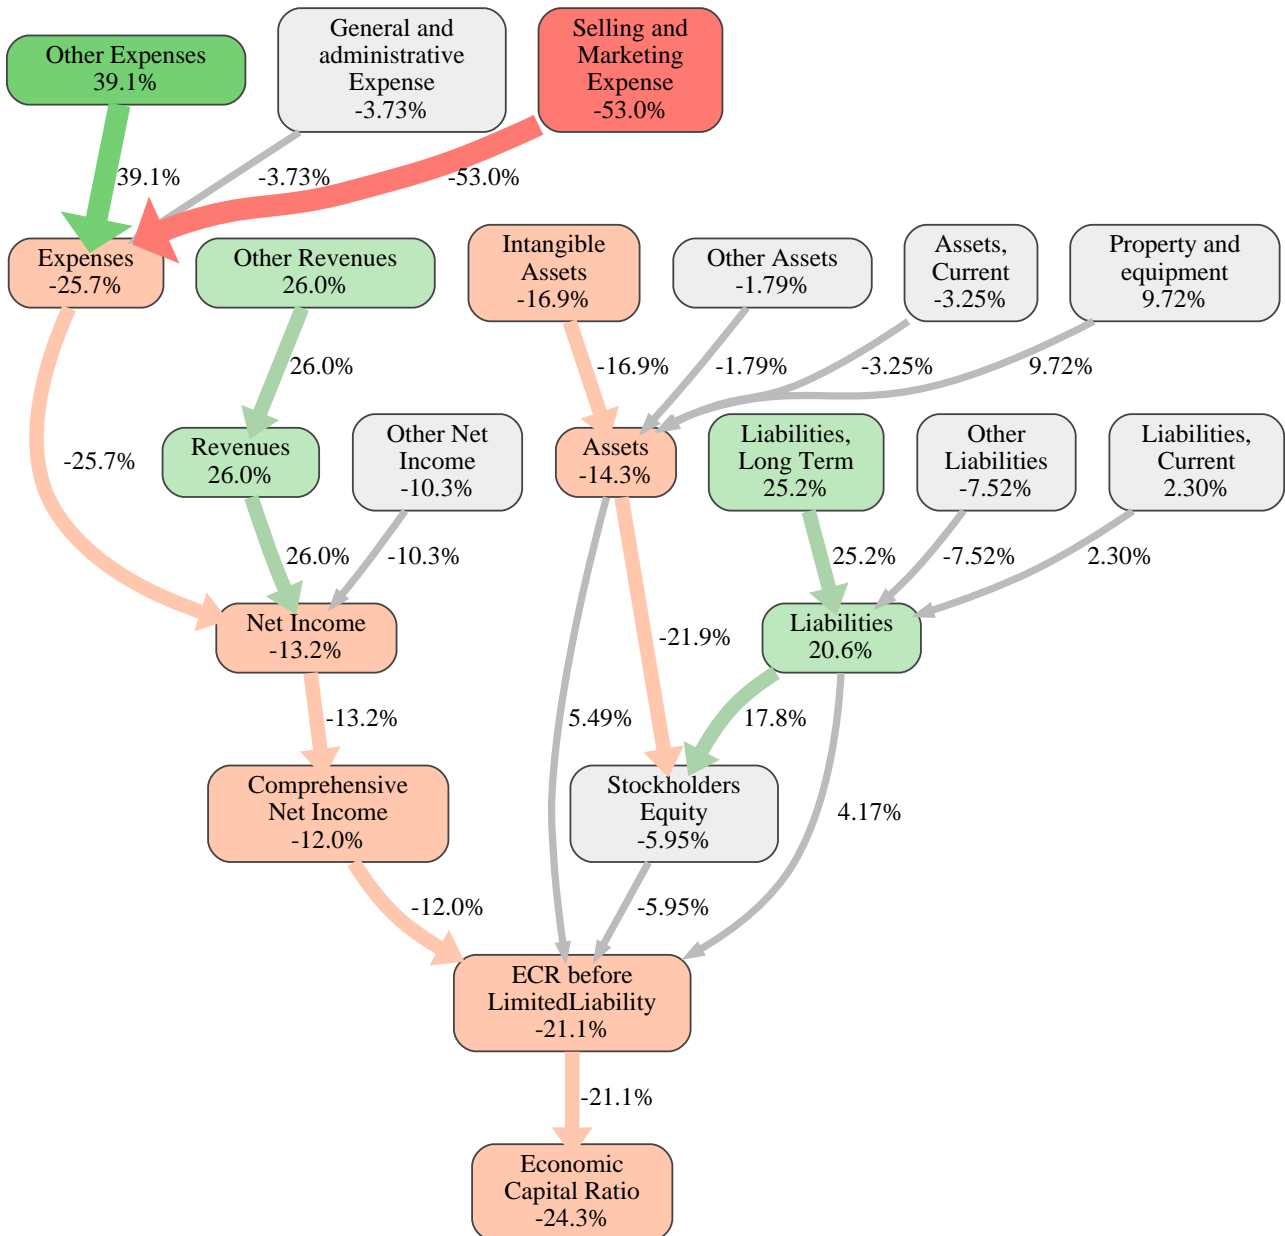 Other Expenses
39.1%
General and
administrative
Expense
-3.73%
Selling and
Marketing
Expense
-53.0%
39.1%
-3.73%
-53.0%
Expenses
-25.7%
Other Revenues
26.0%
Intangible
Assets
-16.9%
Other Assets
-1.79%
Assets,
Current
-3.25%
Property and
equipment
9.72%
26.0%
-16.9%
-1.79%
-3.25%
9.72%
-25.7%
Revenues
26.0%
Other Net
Income
-10.3%
Assets
-14.3%
Liabilities,
Long Term
25.2%
Other
Liabilities
-7.52%
Liabilities,
Current
2.30%
26.0%
-10.3%
25.2%
-7.52%
2.30%
Net Income
-13.2%
-21.9%
Liabilities
20.6%
-13.2%
5.49%
17.8%
Comprehensive
Net Income
-12.0%
Stockholders
Equity
-5.95%
4.17%
-12.0%
-5.95%
ECR before
LimitedLiability
-21.1%
-21.1%
Economic
Capital Ratio
-24.3%